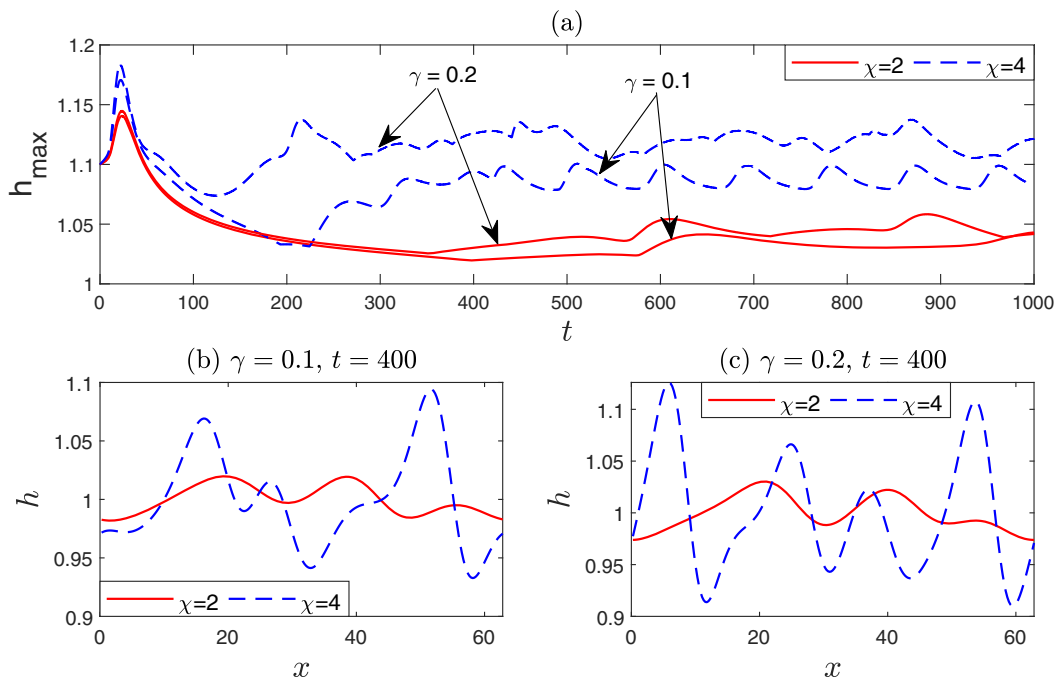 (a)
1.2
1.15
1.10
1.05
1
h_max
χ=2 χ=4
γ = 0.2
γ = 0.1
0 100 200 300 400 500 600 700 800 900 1000
t
(b) γ = 0.1, t = 400
1.1
1.05
1
0.95
0.9
h
χ=2 χ=4
0 20 40 60
x
(c) γ = 0.2, t = 400
1.1
1.05
1
0.95
0.9
h
χ=2 χ=4
0 20 40 60
x